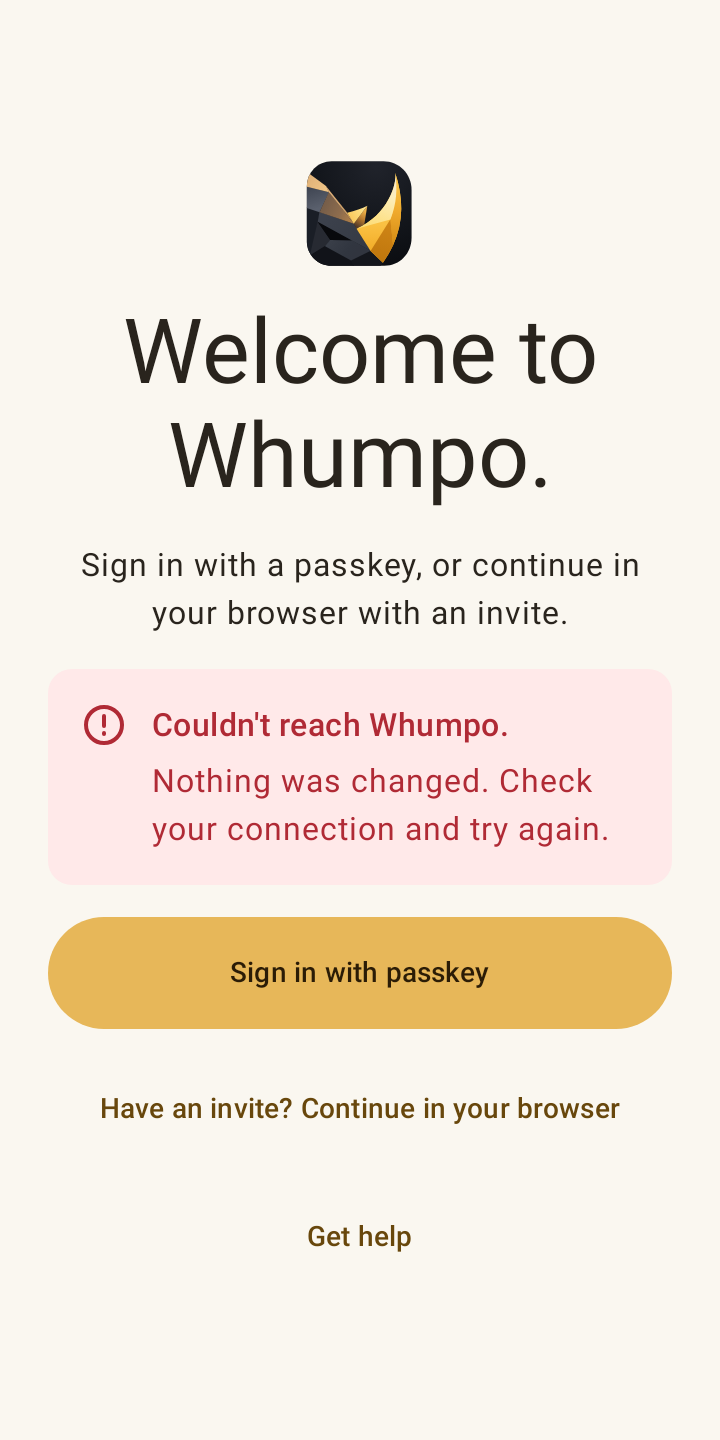 Welcome to
Whumpo.
Sign in with a passkey, or continue in
your browser with an invite.
Couldn't reach Whumpo.
Nothing was changed. Check
your connection and try again.
Sign in with passkey
Have an invite? Continue in your browser
Get help